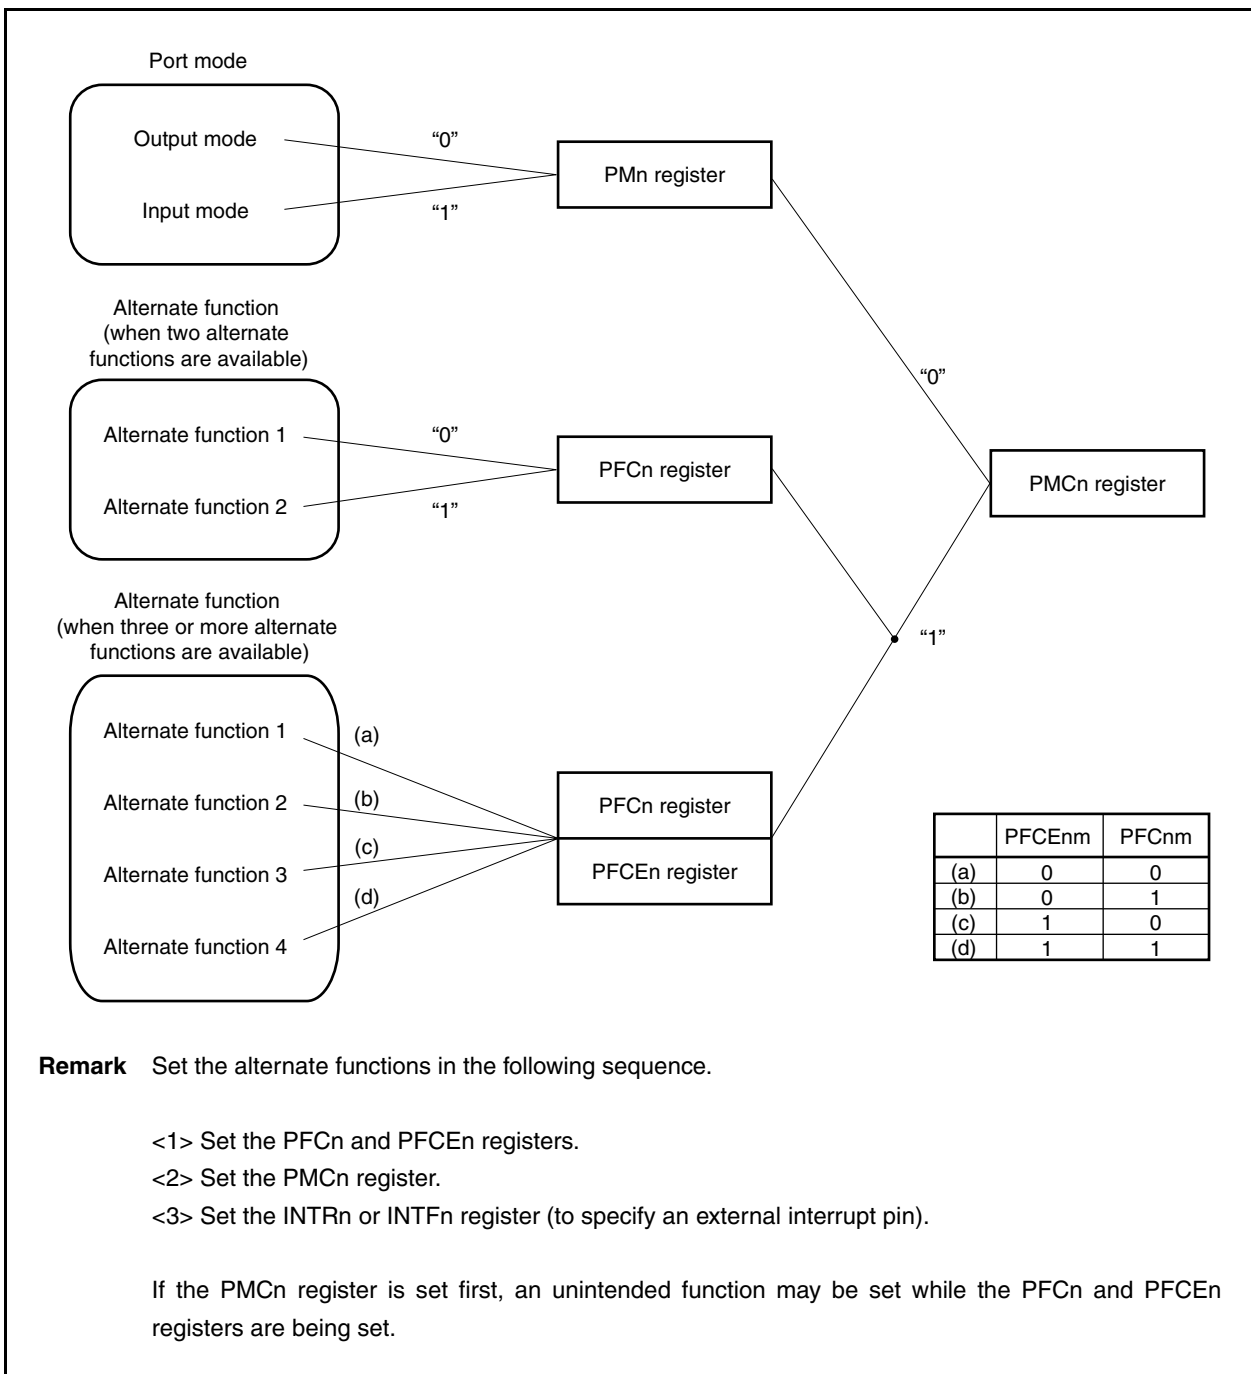 Port mode
Output mode
Input mode
“0”
“1”
PMn register
Alternate function
(when two alternate
functions are available)
Alternate function 1
Alternate function 2
“0”
“1”
PFCn register
“0”
PMCn register
“1”
Alternate function
(when three or more alternate
functions are available)
Alternate function 1
Alternate function 2
Alternate function 3
Alternate function 4
(a)
(b)
(c)
(d)
PFCn register
PFCEn register
PFCEnm PFCnm
(a) 0 0
(b) 0 1
(c) 1 0
(d) 1 1
Remark Set the alternate functions in the following sequence.
<1> Set the PFCn and PFCEn registers.
<2> Set the PMCn register.
<3> Set the INTRn or INTFn register (to specify an external interrupt pin).
If the PMCn register is set first, an unintended function may be set while the PFCn and PFCEn
registers are being set.